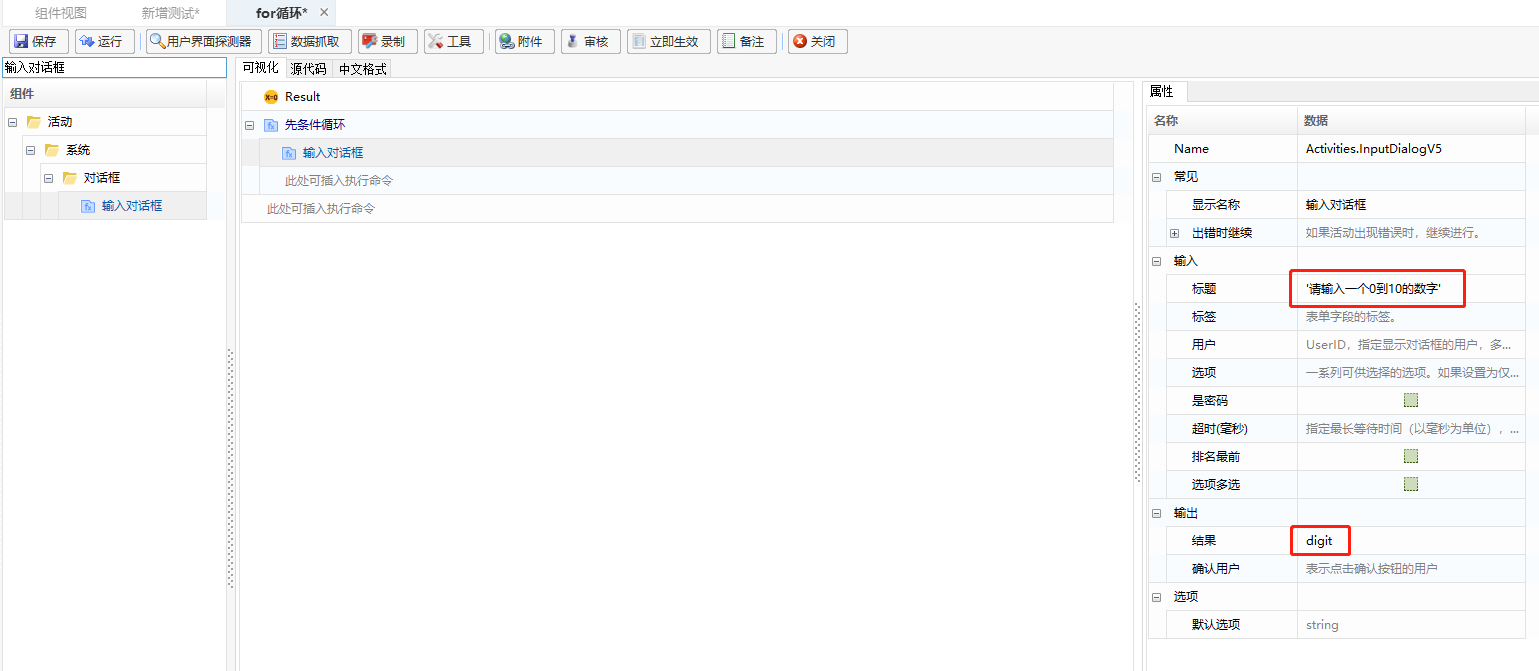 组件视图 新增测试* for循环* ×
保存 运行 用户界面探测器 数据抓取 录制 工具 附件 审核 立即生效 备注 关闭
输入对话框
组件
活动
系统
对话框
输入对话框
可视化 源代码 中文格式
X=0 Result
先条件循环
fx 输入对话框
此处可插入执行命令
此处可插入执行命令
属性
名称 数据
Name Activities.InputDialogV5
常见
显示名称 输入对话框
出错时继续 如果活动出现错误时，继续进行。
输入
标题 '请输入一个0到10的数字'
标签 表单字段的标签。
用户 UserID，指定显示对话框的用户，多...
选项 一系列可供选择的选项。如果设置为仅...
是密码
超时(毫秒) 指定最长等待时间（以毫秒为单位）, ...
排名最前
选项多选
输出
结果 digit
确认用户 表示点击确认按钮的用户
选项
默认选项 string